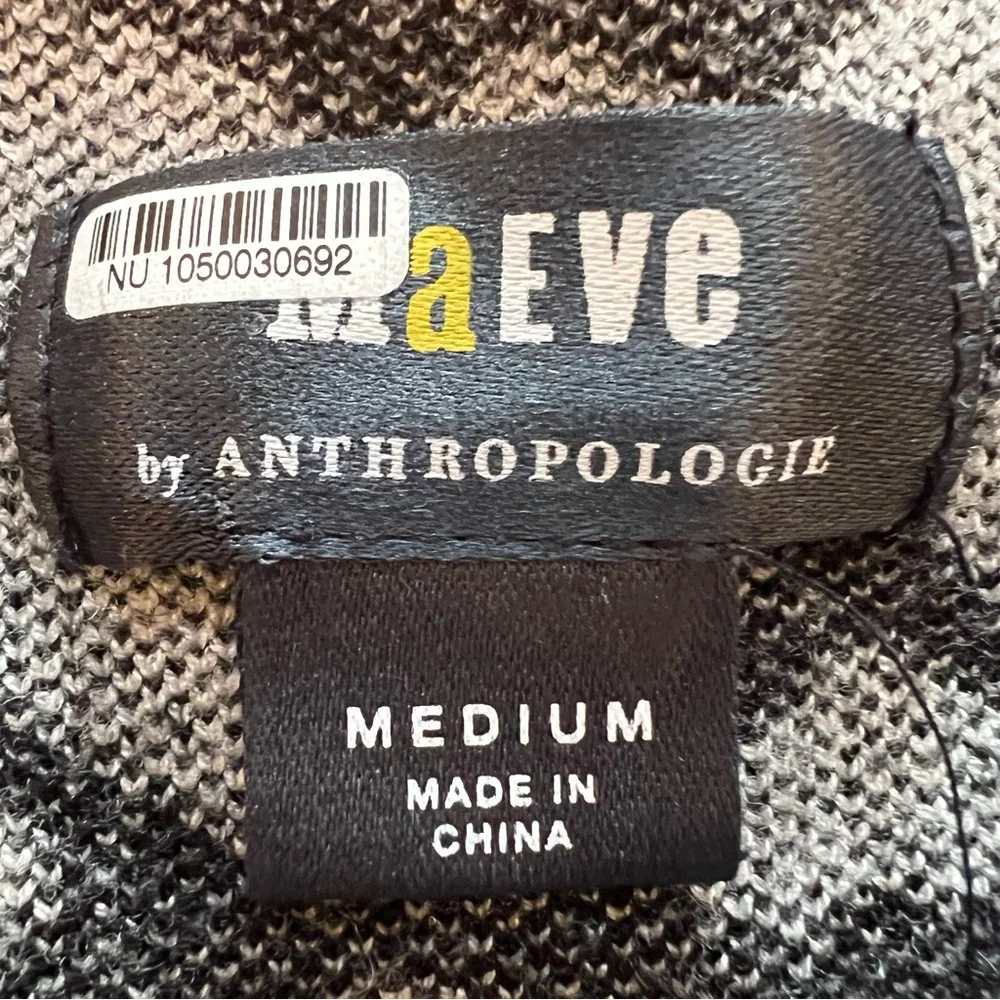 NU 1050030692
MaEVe
by ANTHROPOLOGIE
MEDIUM
MADE IN
CHINA